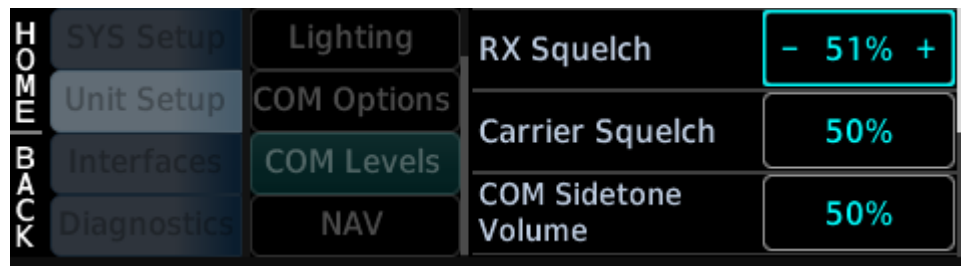 HOME
BACK
SYS Setup
Unit Setup
Interfaces
Diagnostics
Lighting
COM Options
COM Levels
NAV
RX Squelch
- 51% +
Carrier Squelch
50%
COM Sidetone
Volume
50%